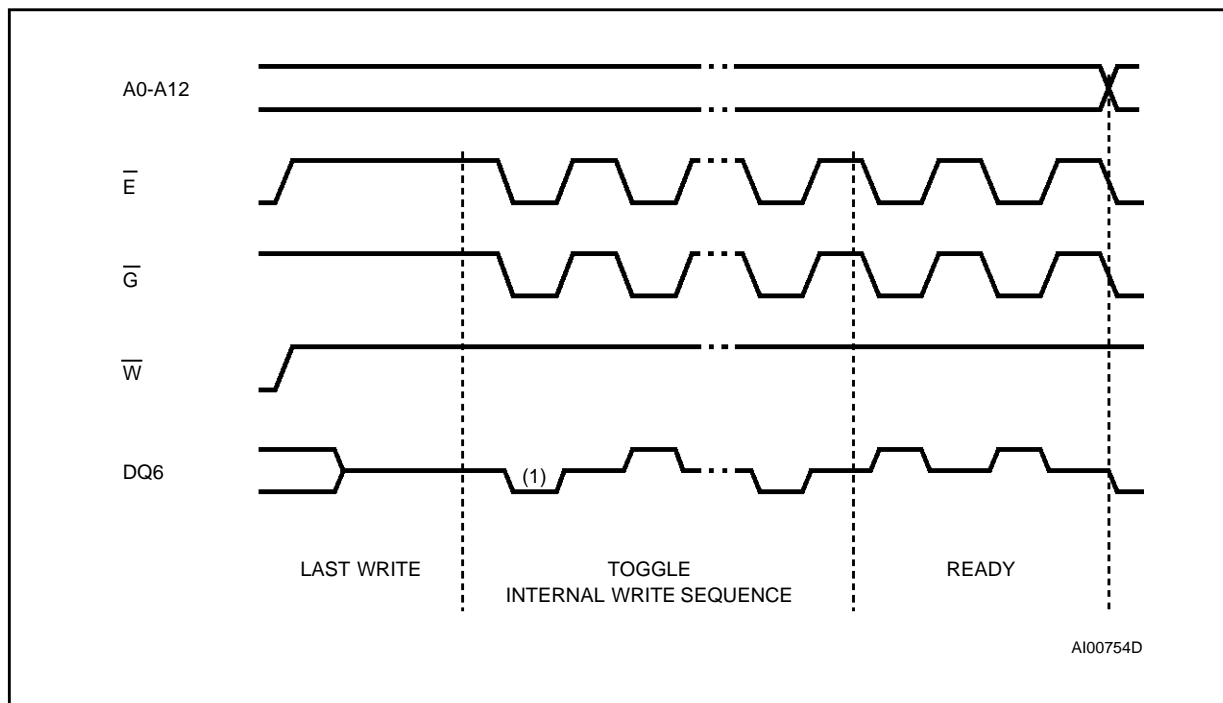 A0-A12
E̅
G̅
W̅
DQ6
(1)
LAST WRITE
TOGGLE
INTERNAL WRITE SEQUENCE
READY
AI00754D